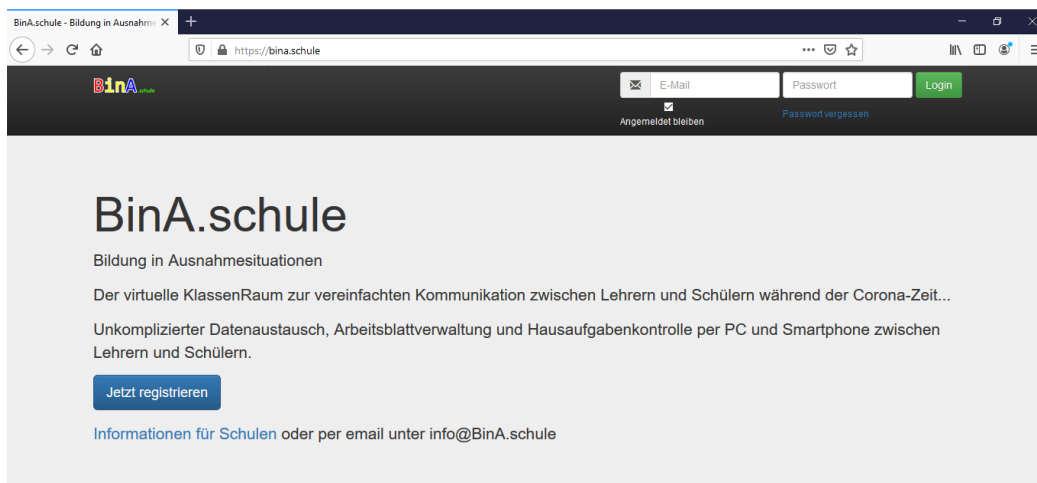 BinA.schule - Bildung in Ausnahme
https://bina.schule
BinA.schule
E-Mail
Passwort
Login
Angemeldet bleiben
Passwort vergessen
BinA.schule
Bildung in Ausnahmesituationen
Der virtuelle KlassenRaum zur vereinfachten Kommunikation zwischen Lehrern und Schülern während der Corona-Zeit...
Unkomplizierter Datenaustausch, Arbeitsblattverwaltung und Hausaufgabenkontrolle per PC und Smartphone zwischen
Lehrern und Schülern.
Jetzt registrieren
Informationen für Schulen oder per email unter info@BinA.schule